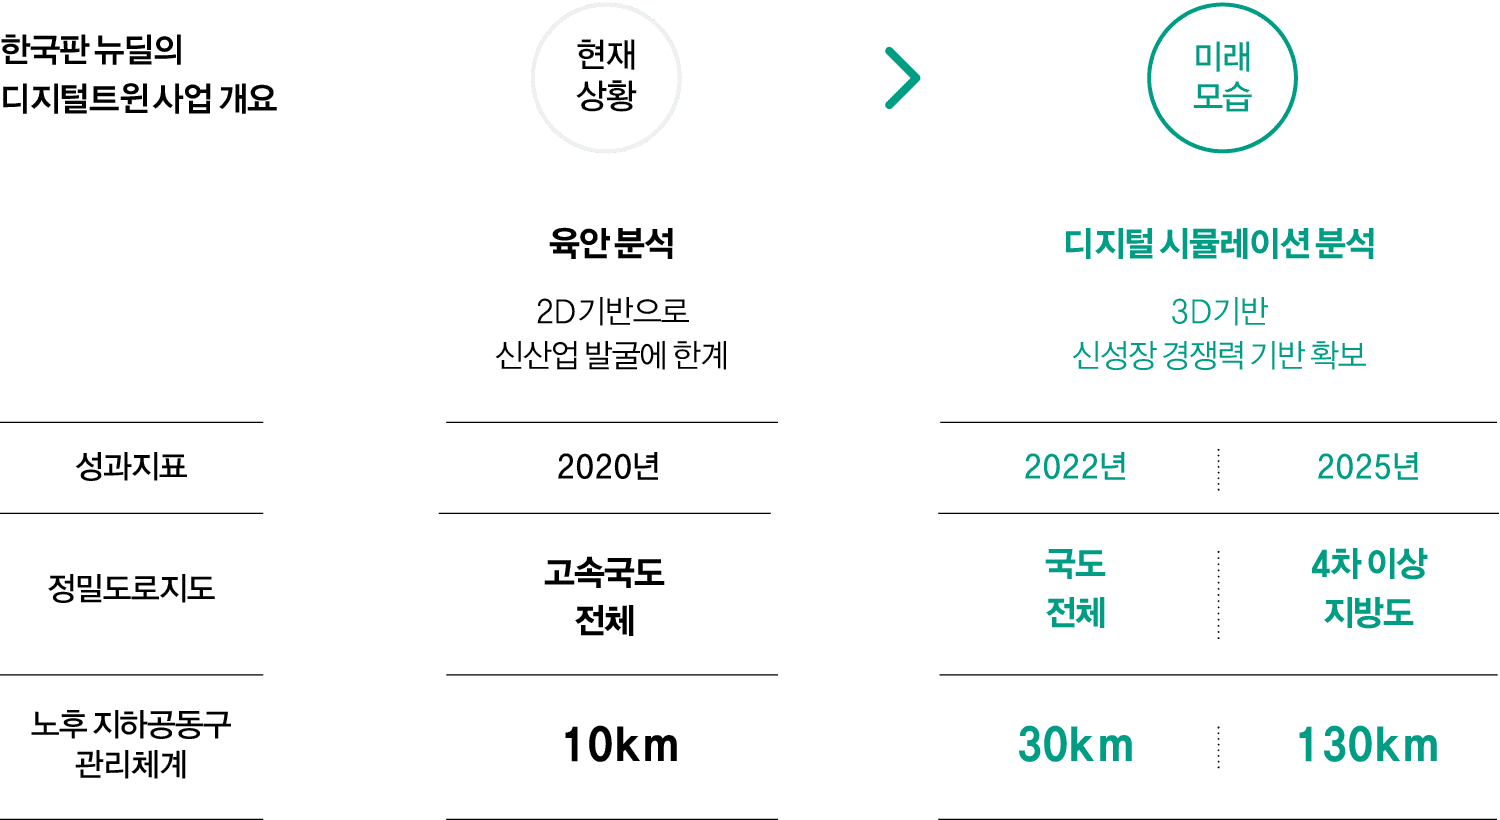 한국판 뉴딜의
디지털트윈 사업 개요
현재
상황
미래
모습
육안 분석
2D기반으로
신산업 발굴에 한계
디지털 시뮬레이션 분석
3D기반
신성장 경쟁력 기반 확보
성과지표
2020년
2022년
2025년
정밀도로지도
고속국도
전체
국도
전체
4차 이상
지방도
노후 지하공동구
관리체계
10km
30km
130km